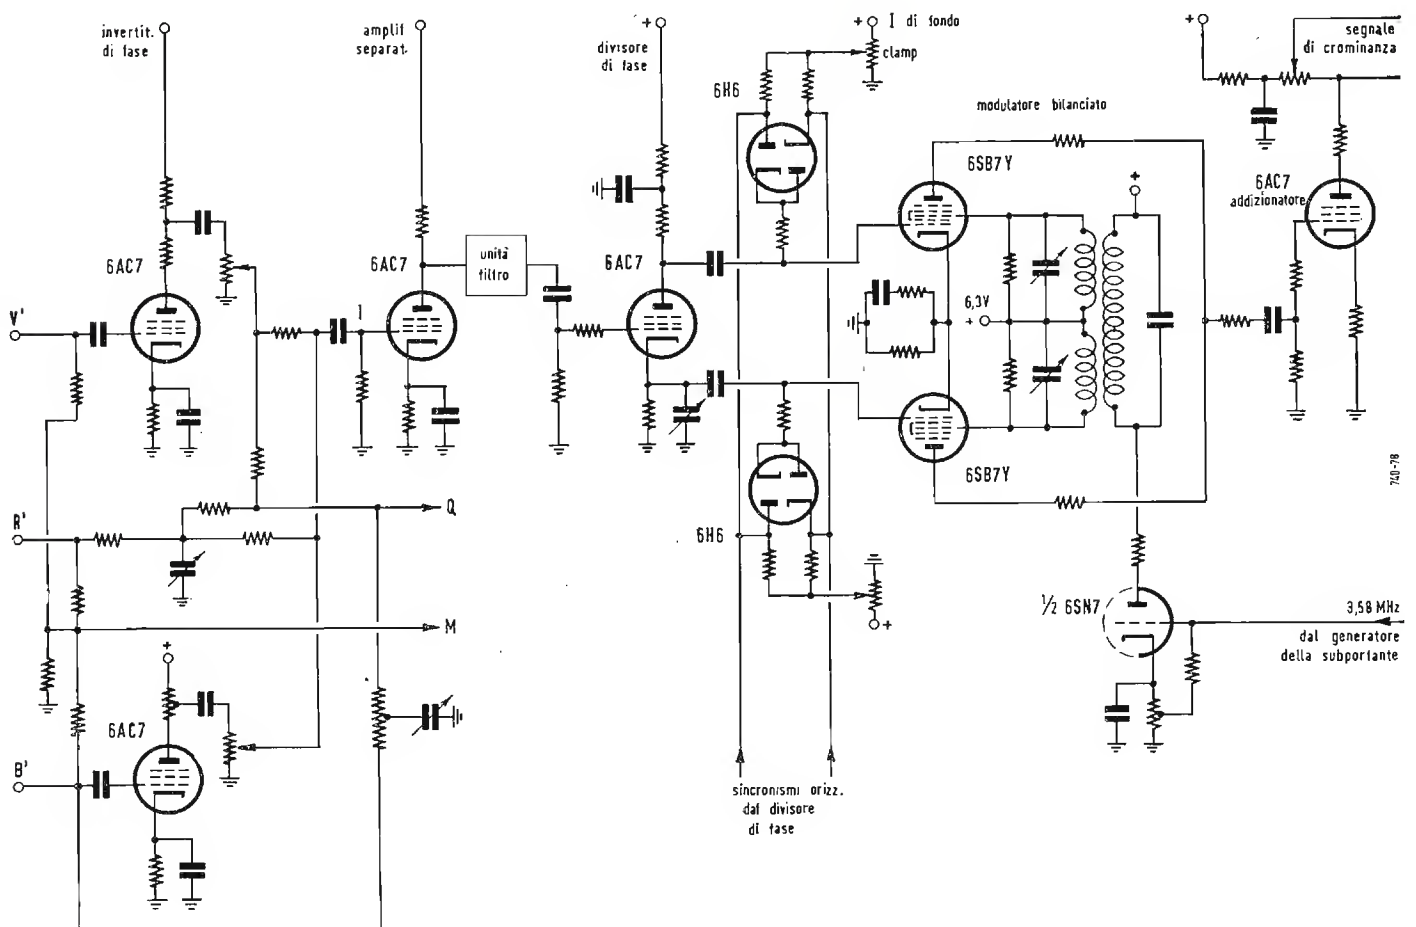 invertit.
di fase
amplif
separat.
divisore
di fase
+
+
I di fondo
clamp
+
segnale
di crominanza
6H6
modulatore bilanciato
6SB7Y
+
6AC7
addizionatore
6AC7
6AC7
unità
filtro
6AC7
V'
I
6,3V
+
6SB7Y
740-78
R'
Q
6H6
+
½ 6SN7
3,58 MHz
dal generatore
della subportante
M
+
6AC7
B'
sincronismi orizz.
dal divisore
di fase